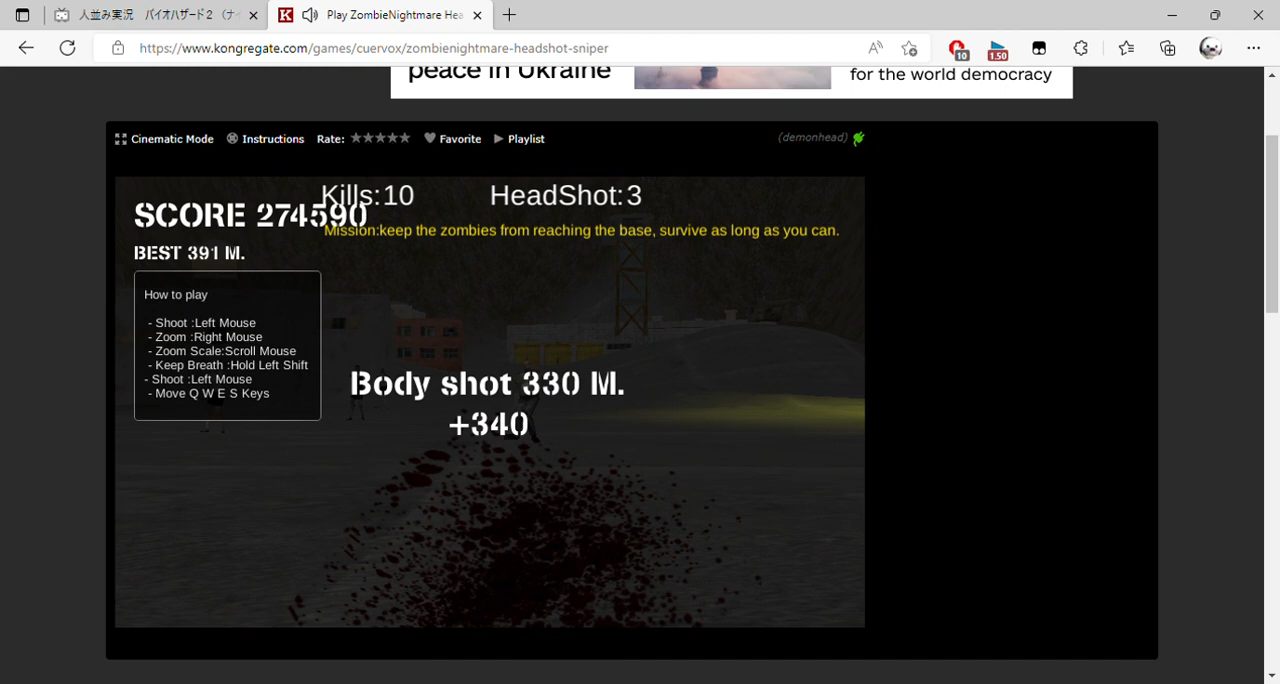 人並み実況 バイオハザード２（ナイ
Play ZombieNightmare Hea
https://www.kongregate.com/games/cuervox/zombienightmare-headshot-sniper
10
1.50
peace in Ukraine
for the world democracy
Cinematic Mode
Instructions
Rate:
Favorite
Playlist
(demonhead)
Kills:10
HeadShot:3
SCORE 274590
Mission:keep the zombies from reaching the base, survive as long as you can.
BEST 391 M.
How to play
- Shoot :Left Mouse
- Zoom :Right Mouse
- Zoom Scale:Scroll Mouse
- Keep Breath :Hold Left Shift
- Shoot :Left Mouse
- Move Q W E S Keys
Body shot 330 M.
+340